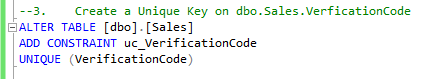 --3.    Create a Unique Key on dbo.Sales.VerficationCode
ALTER TABLE [dbo].[Sales]
ADD CONSTRAINT uc_VerificationCode
UNIQUE (VerificationCode)